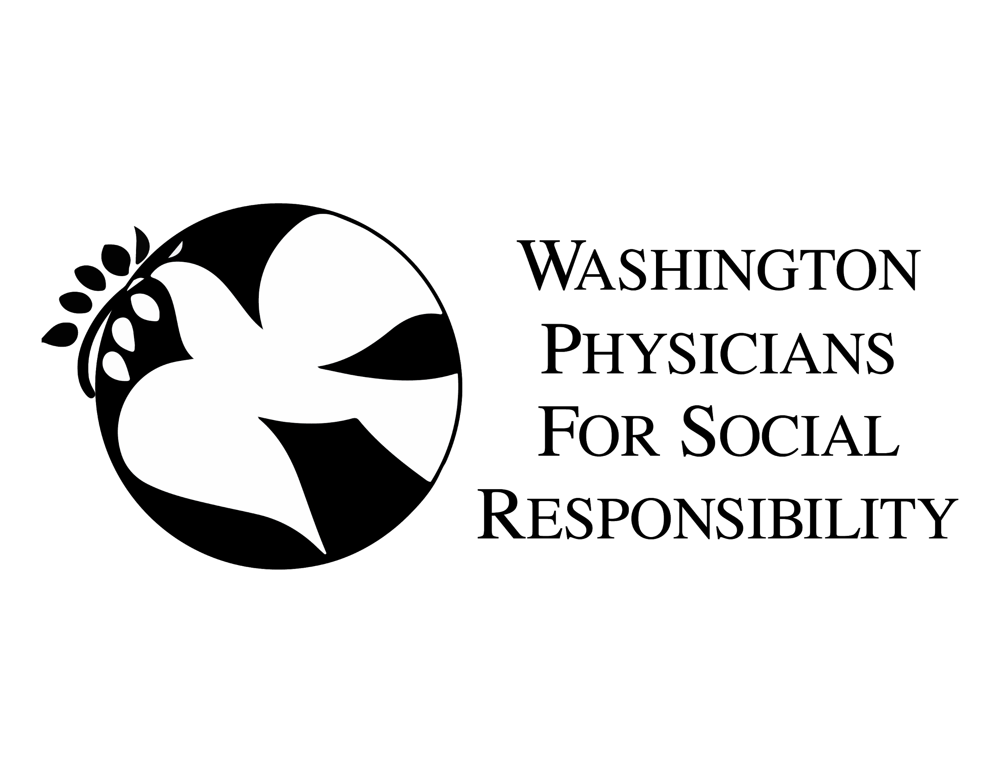 WASHINGTON
PHYSICIANS
FOR SOCIAL
RESPONSIBILITY